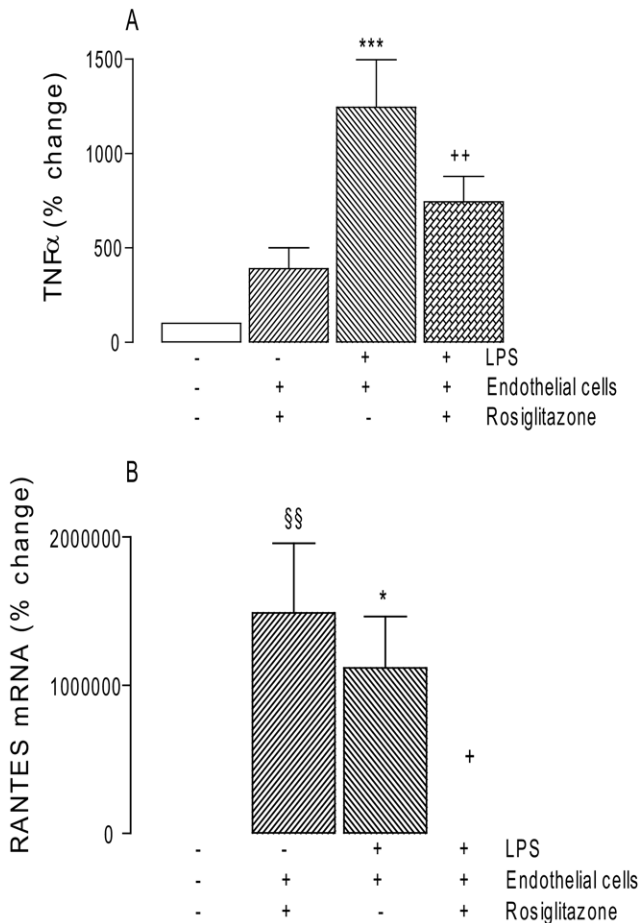 A
TNFα (% change)
1500
***
1000
++
500
0
- - + + LPS
- + + + Endothelial cells
- + - + Rosiglitazone
B
RANTES mRNA (% change)
§§
2000000
*
1000000
+
0
- - + + LPS
- + + + Endothelial cells
- + - + Rosiglitazone